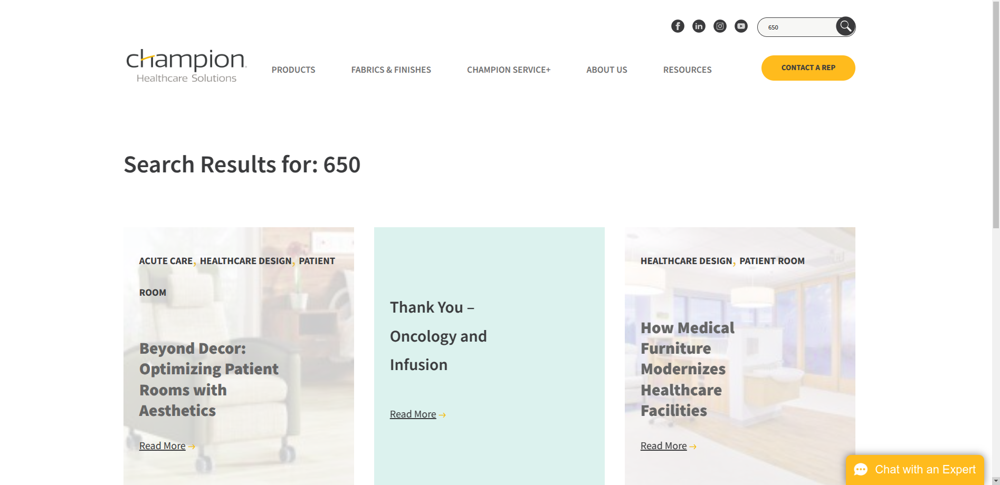 650
champion
Healthcare Solutions
PRODUCTS
FABRICS & FINISHES
CHAMPION SERVICE+
ABOUT US
RESOURCES
CONTACT A REP
Search Results for: 650
ACUTE CARE, HEALTHCARE DESIGN, PATIENT
ROOM
Beyond Decor:
Optimizing Patient
Rooms with
Aesthetics
Read More →
Thank You –
Oncology and
Infusion
Read More →
HEALTHCARE DESIGN, PATIENT ROOM
How Medical
Furniture
Modernizes
Healthcare
Facilities
Read More →
Chat with an Expert